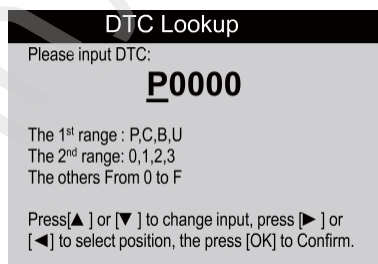 DTC Lookup
Please input DTC:
P0000
The 1st range : P,C,B,U
The 2nd range: 0,1,2,3
The others From 0 to F
Press[▲ ] or [▼ ] to change input, press [▶ ] or
[ ◀] to select position, the press [OK] to Confirm.